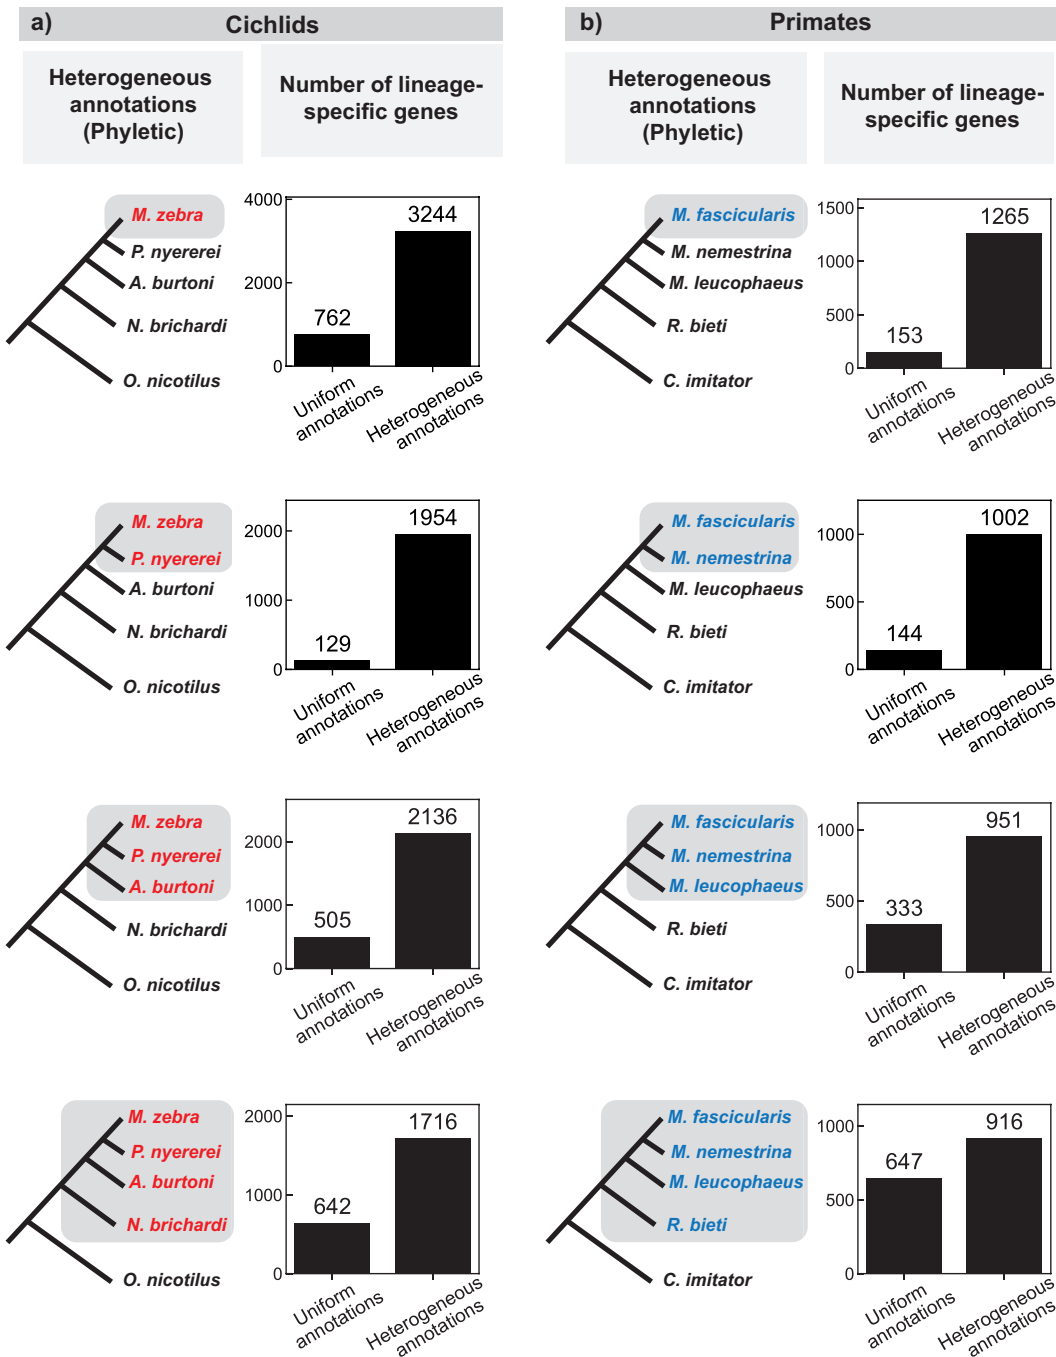 a)
Cichlids
Heterogeneous
annotations
(Phyletic)
Number of lineage-
specific genes
M. zebra
P. nyererei
A. burtoni
N. brichardi
O. nicotilus
4000
2000
0
762
3244
Uniform
annotations
Heterogeneous
annotations
M. zebra
P. nyererei
A. burtoni
N. brichardi
O. nicotilus
2000
1000
0
129
1954
Uniform
annotations
Heterogeneous
annotations
M. zebra
P. nyererei
A. burtoni
N. brichardi
O. nicotilus
2000
1000
0
505
2136
Uniform
annotations
Heterogeneous
annotations
M. zebra
P. nyererei
A. burtoni
N. brichardi
O. nicotilus
2000
1000
0
642
1716
Uniform
annotations
Heterogeneous
annotations
b)
Primates
Heterogeneous
annotations
(Phyletic)
Number of lineage-
specific genes
M. fascicularis
M. nemestrina
M. leucophaeus
R. bieti
C. imitator
1500
1000
500
0
153
1265
Uniform
annotations
Heterogeneous
annotations
M. fascicularis
M. nemestrina
M. leucophaeus
R. bieti
C. imitator
1000
500
0
144
1002
Uniform
annotations
Heterogeneous
annotations
M. fascicularis
M. nemestrina
M. leucophaeus
R. bieti
C. imitator
1000
500
0
333
951
Uniform
annotations
Heterogeneous
annotations
M. fascicularis
M. nemestrina
M. leucophaeus
R. bieti
C. imitator
1000
500
0
647
916
Uniform
annotations
Heterogeneous
annotations